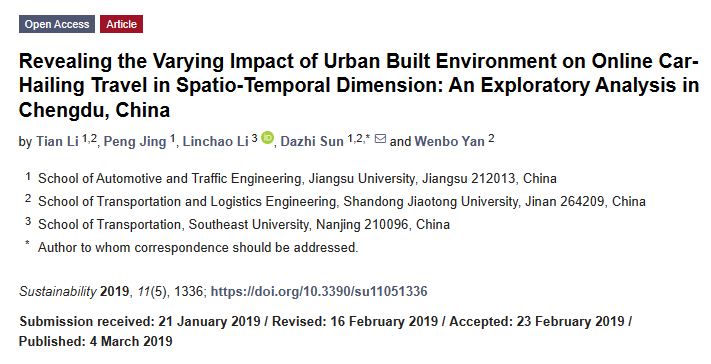 Open Access Article
Revealing the Varying Impact of Urban Built Environment on Online Car-
Hailing Travel in Spatio-Temporal Dimension: An Exploratory Analysis in
Chengdu, China
by Tian Li 1,2, Peng Jing 1, Linchao Li 3 iD, Dazhi Sun 1,2,* and Wenbo Yan 2
1 School of Automotive and Traffic Engineering, Jiangsu University, Jiangsu 212013, China
2 School of Transportation and Logistics Engineering, Shandong Jiaotong University, Jinan 264209, China
3 School of Transportation, Southeast University, Nanjing 210096, China
* Author to whom correspondence should be addressed.
Sustainability 2019, 11(5), 1336; https://doi.org/10.3390/su11051336
Submission received: 21 January 2019 / Revised: 16 February 2019 / Accepted: 23 February 2019 /
Published: 4 March 2019